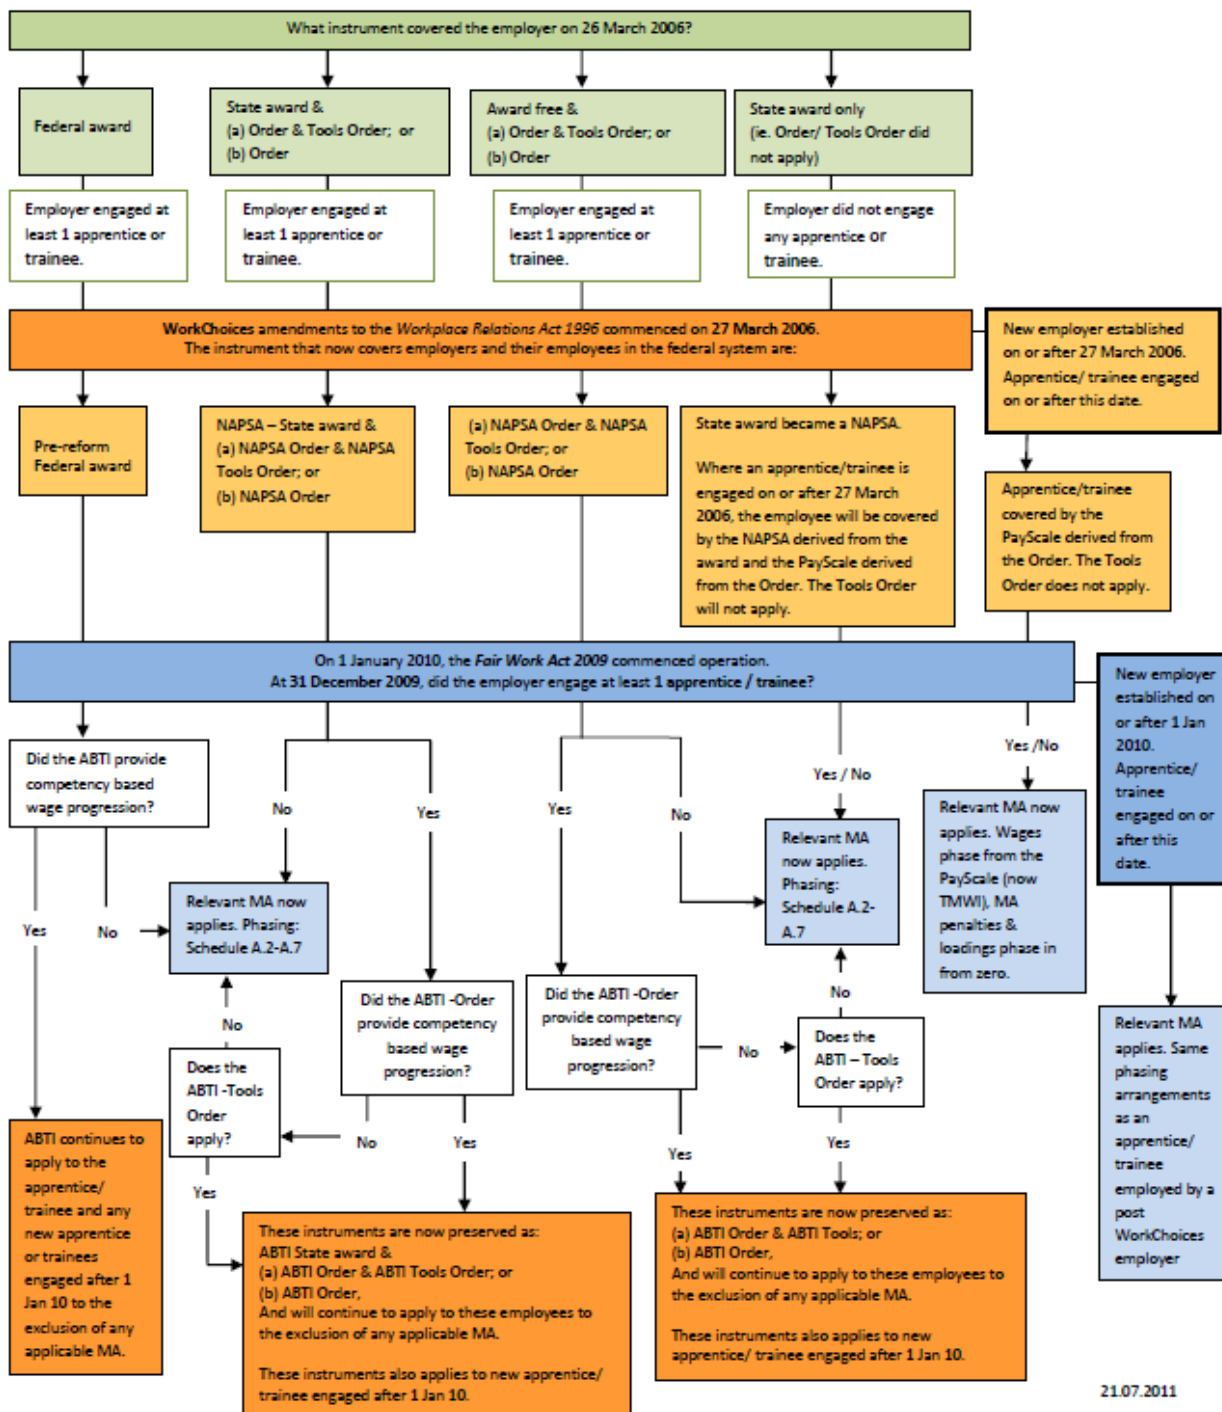 What instrument covered the employer on 26 March 2006?
Federal award
State award &
(a) Order & Tools Order; or
(b) Order
Award free &
(a) Order & Tools Order; or
(b) Order
State award only
(ie. Order/ Tools Order did
not apply)
Employer engaged at
least 1 apprentice or
trainee.
Employer engaged at
least 1 apprentice or
trainee.
Employer engaged at
least 1 apprentice or
trainee.
Employer did not engage
any apprentice or
trainee.
WorkChoices amendments to the Workplace Relations Act 1996 commenced on 27 March 2006.
The instrument that now covers employers and their employees in the federal system are:
New employer established
on or after 27 March 2006.
Apprentice/ trainee engaged
on or after this date.
Pre-reform
Federal award
NAPSA – State award &
(a) NAPSA Order & NAPSA
Tools Order; or
(b) NAPSA Order
(a) NAPSA Order & NAPSA
Tools Order; or
(b) NAPSA Order
State award became a NAPSA.
Where an apprentice/trainee is
engaged on or after 27 March
2006, the employee will be covered
by the NAPSA derived from the
award and the PayScale derived
from the Order. The Tools Order
will not apply.
Apprentice/trainee
covered by the
PayScale derived from
the Order. The Tools
Order does not apply.
On 1 January 2010, the Fair Work Act 2009 commenced operation.
At 31 December 2009, did the employer engage at least 1 apprentice / trainee?
New employer
established on
or after 1 Jan
2010.
Apprentice/
trainee
engaged on or
after this
date.
Did the ABTI provide
competency based
wage progression?
No
Yes
Yes
No
Yes / No
Yes /No
Yes
No
Relevant MA now
applies. Phasing:
Schedule A.2-A.7
Relevant MA
now applies.
Phasing:
Schedule A.2-
A.7
Relevant MA now
applies. Wages
phase from the
PayScale (now
TMWI), MA
penalties &
loadings phase in
from zero.
No
Does the
ABTI -Tools
Order
apply?
Did the ABTI -Order
provide competency
based wage
progression?
Did the ABTI -Order
provide competency
based wage
progression?
No
No
Does the
ABTI – Tools
Order apply?
Relevant MA
applies. Same
phasing
arrangements
as an
apprentice/
trainee
employed by a
post
WorkChoices
employer
No
Yes
Yes
Yes
Yes
ABTI continues to
apply to the
apprentice/
trainee and any
new apprentice
or trainees
engaged after 1
Jan 10 to the
exclusion of any
applicable MA.
These instruments are now preserved as:
ABTI State award &
(a) ABTI Order & ABTI Tools Order; or
(b) ABTI Order,
And will continue to apply to these employees to
the exclusion of any applicable MA.
These instruments also applies to new apprentice/
trainee engaged after 1 Jan 10.
These instruments are now preserved as:
(a) ABTI Order & ABTI Tools; or
(b) ABTI Order,
And will continue to apply to these employees to
the exclusion of any applicable MA.
These instruments also applies to new
apprentice/ trainee engaged after 1 Jan 10.
21.07.2011